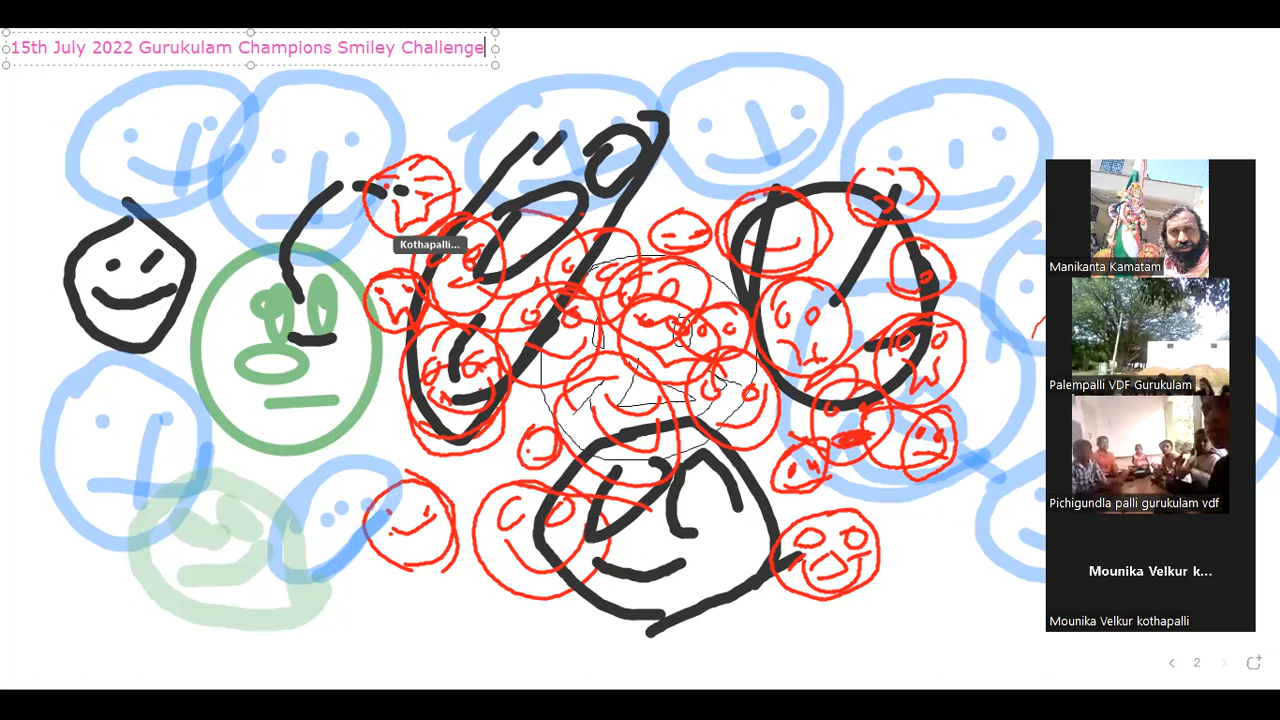 15th July 2022 Gurukulam Champions Smiley Challenge
Kothapalli...
Manikanta Kamatam
Palempalli VDF Gurukulam
Pichigundla palli gurukulam vdf
Mounika Velkur k...
Mounika Velkur kothapalli
2